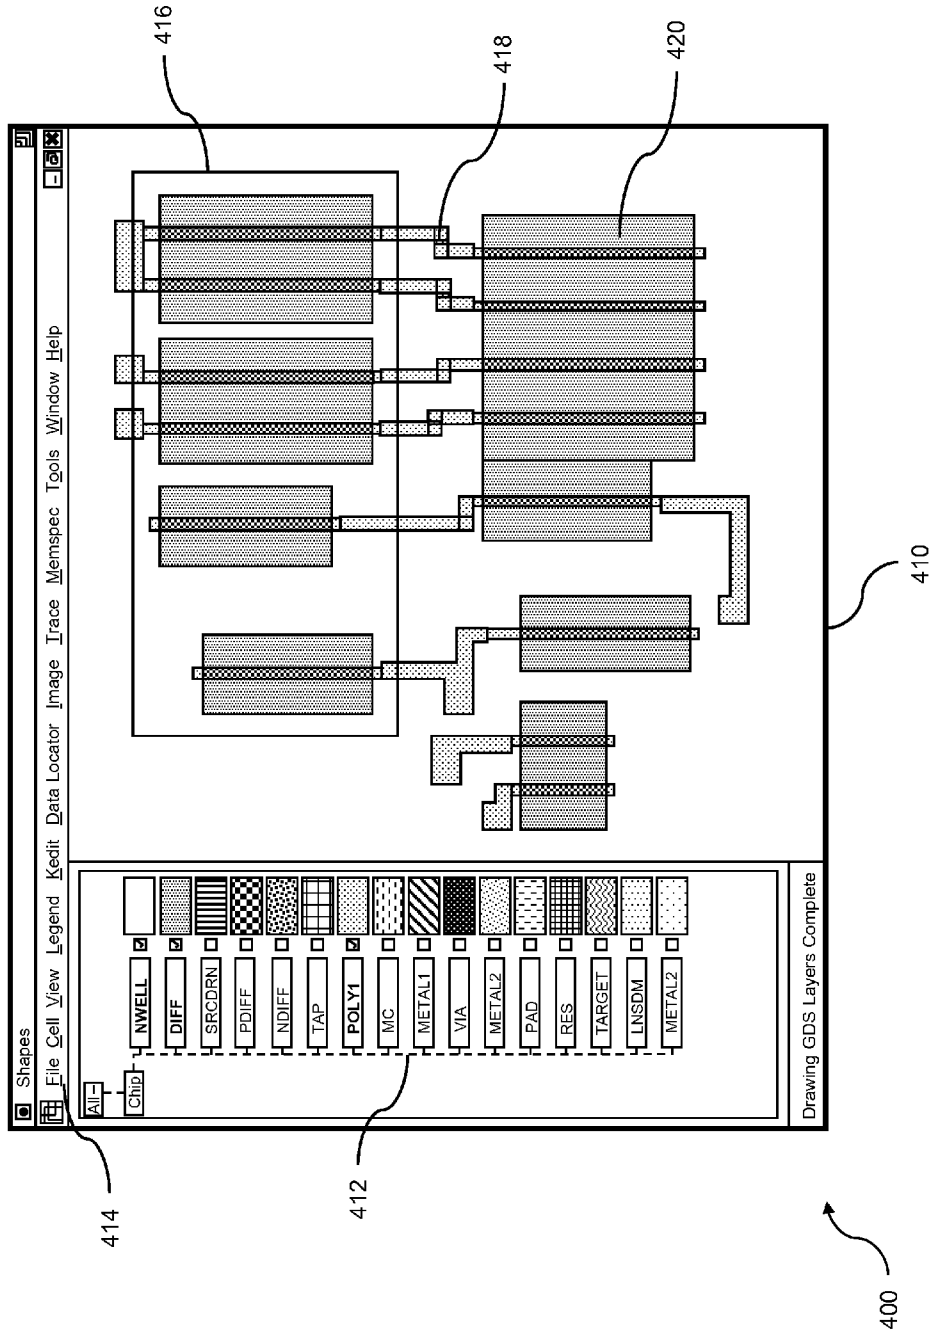 Shapes
File Cell View Legend Kedit Data Locator Image Trace Memspec Tools Window Help
All
Chip
NWELL
DIFF
SRCDRN
PDIFF
NDIFF
TAP
POLY1
MC
METAL1
VIA
METAL2
PAD
RES
TARGET
LNSDM
METAL2
Drawing GDS Layers Complete
414
412
416
418
420
410
400